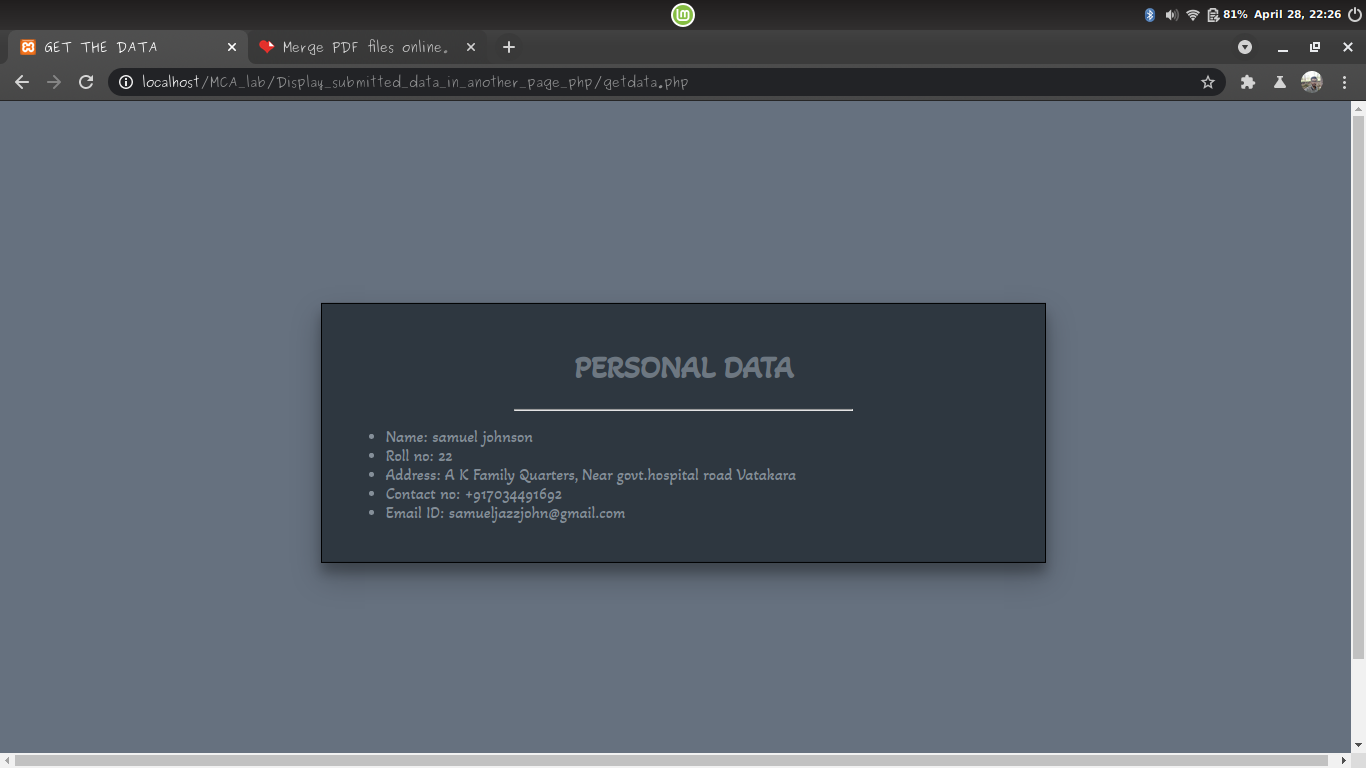 81% April 28, 22:26
GET THE DATA
Merge PDF files online.
localhost/MCA_lab/Display_submitted_data_in_another_page_php/getdata.php
PERSONAL DATA
Name: samuel johnson
Roll no: 22
Address: A K Family Quarters, Near govt.hospital road Vatakara
Contact no: +917034491692
Email ID: samueljazzjohn@gmail.com